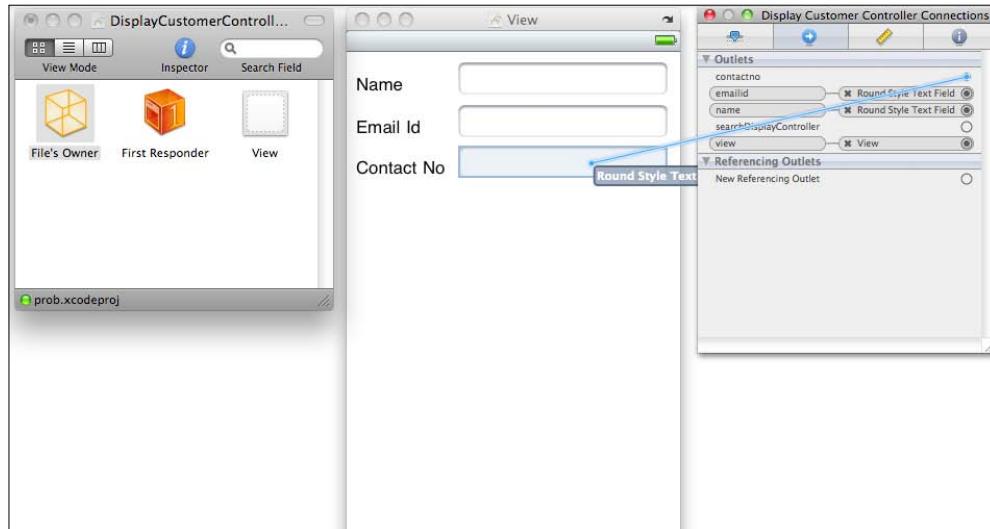 DisplayCustomerControll...
View Mode
Inspector
Search Field
File's Owner
First Responder
View
prob.xcodeproj
View
Name
Email Id
Contact No
Round Style Text
Display Customer Controller Connections
Outlets
contactno
emailid
Round Style Text Field
name
Round Style Text Field
searchDisplayController
view
View
Referencing Outlets
New Referencing Outlet